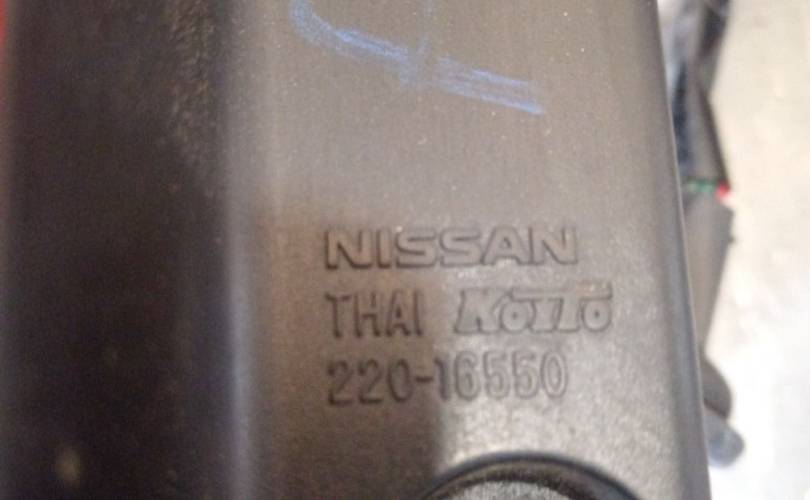 NISSAN
THAI KOITO
220-16550